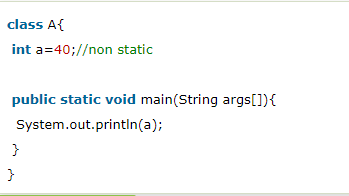 class A{
int a=40;//non static
public static void main(String args[]){
System.out.println(a);
}
}